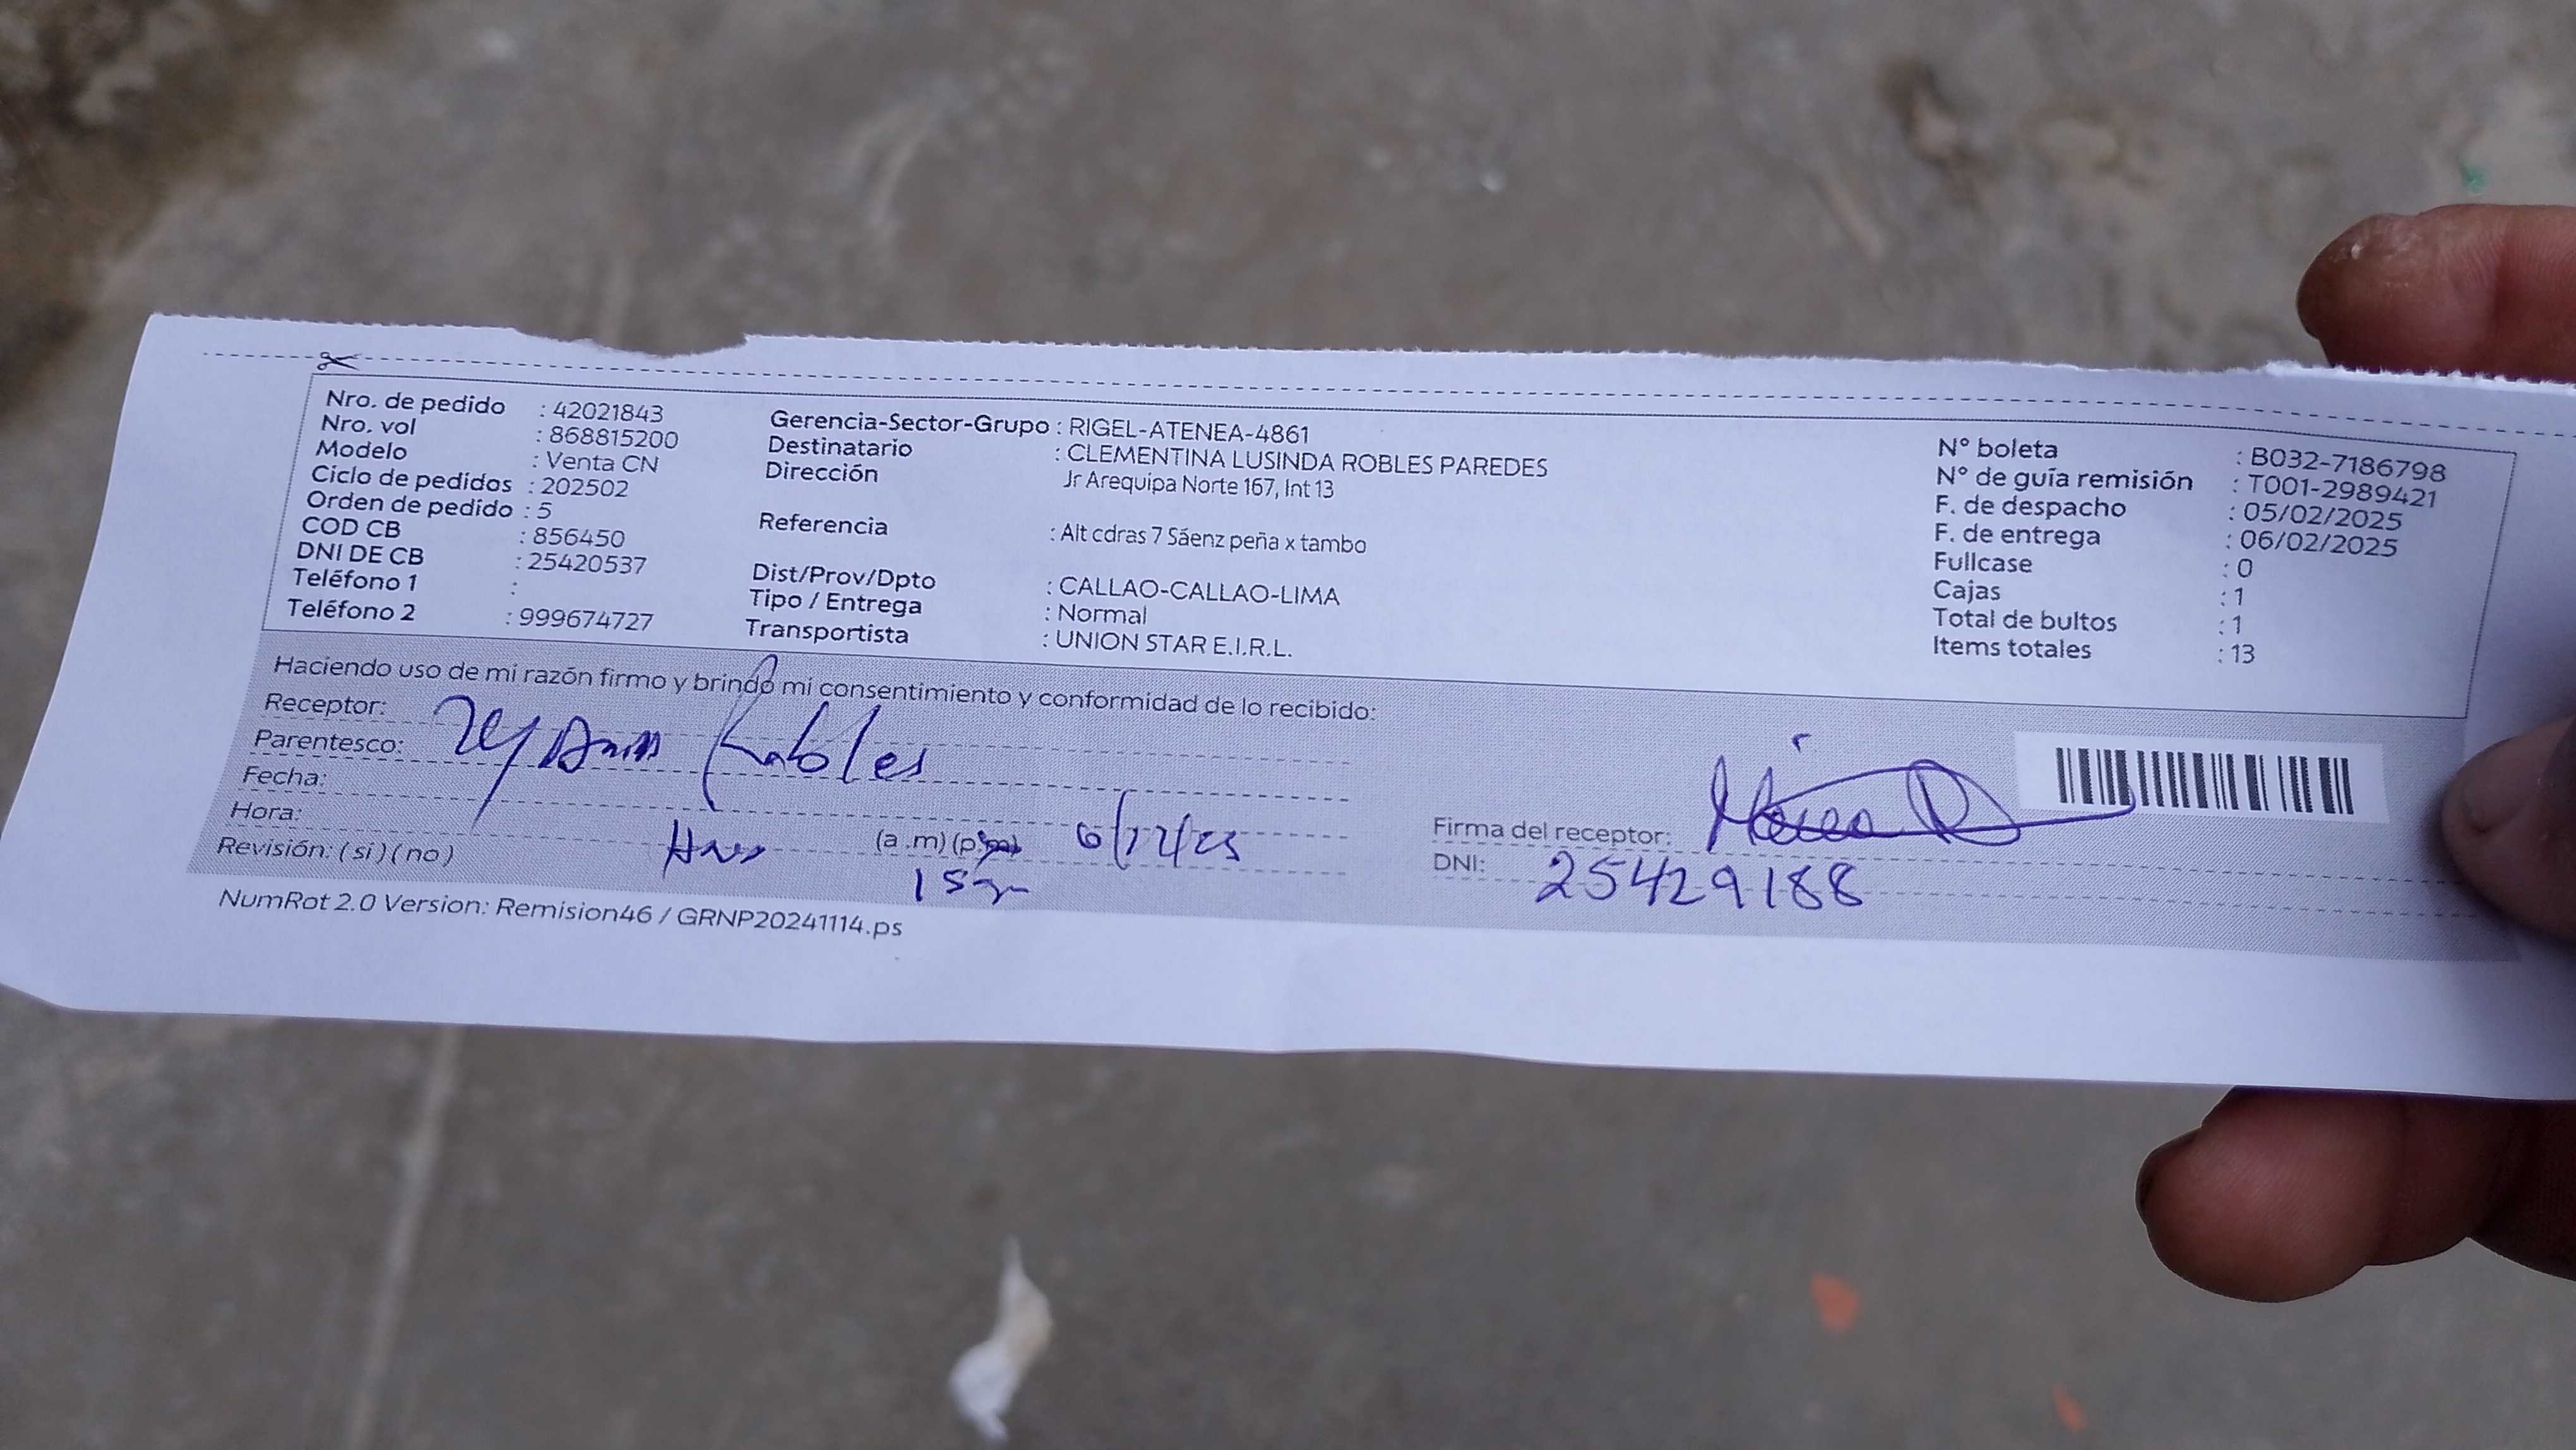 Nro. de pedido : 42021843
Nro. vol : 868815200
Modelo : Venta CN
Ciclo de pedidos : 202502
Orden de pedido : 5
COD CB : 856450
DNI DE CB : 25420537
Teléfono 1 :
Teléfono 2 : 999674727
Gerencia-Sector-Grupo : RIGEL-ATENEA-4861
Destinatario : CLEMENTINA LUSINDA ROBLES PAREDES
Dirección Jr Arequipa Norte 167, Int 13
Referencia : Alt cdras 7 Sáenz peña x tambo
Dist/Prov/Dpto : CALLAO-CALLAO-LIMA
Tipo / Entrega : Normal
Transportista : UNION STAR E.I.R.L.
N° boleta : B032-7186798
N° de guía remisión : T001-2989421
F. de despacho : 05/02/2025
F. de entrega : 06/02/2025
Fullcase : 0
Cajas : 1
Total de bultos : 1
Items totales : 13
Haciendo uso de mi razón firmo y brindo mi consentimiento y conformidad de lo recibido:
Receptor:
Parentesco: Robles
Fecha:
Hora: (a .m) (p.m)
Revisión: ( si ) ( no )
Firma del receptor:
DNI: 25429188
NumRot 2.0 Version: Remision46 / GRNP20241114.ps